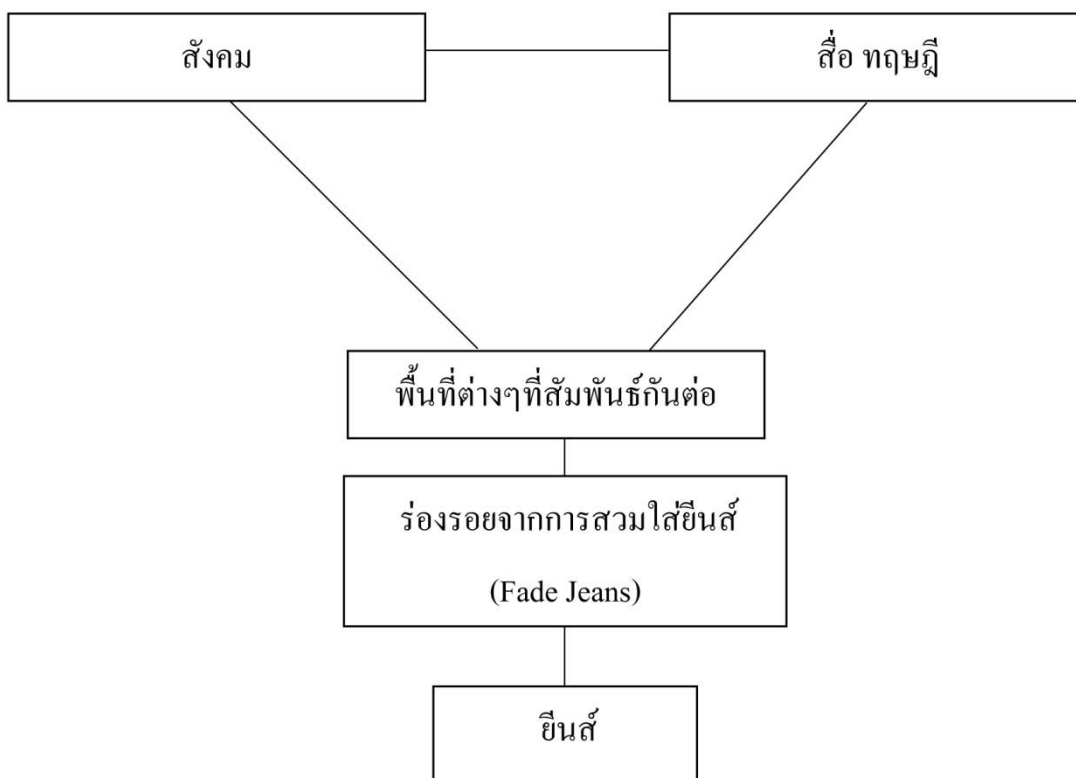 สังคม
สื่อ ทฤษฎี
พื้นที่ต่างๆที่สัมพันธ์กันต่อ
ร่องรอยจากการสวมใส่ยีนส์
(Fade Jeans)
ยีนส์